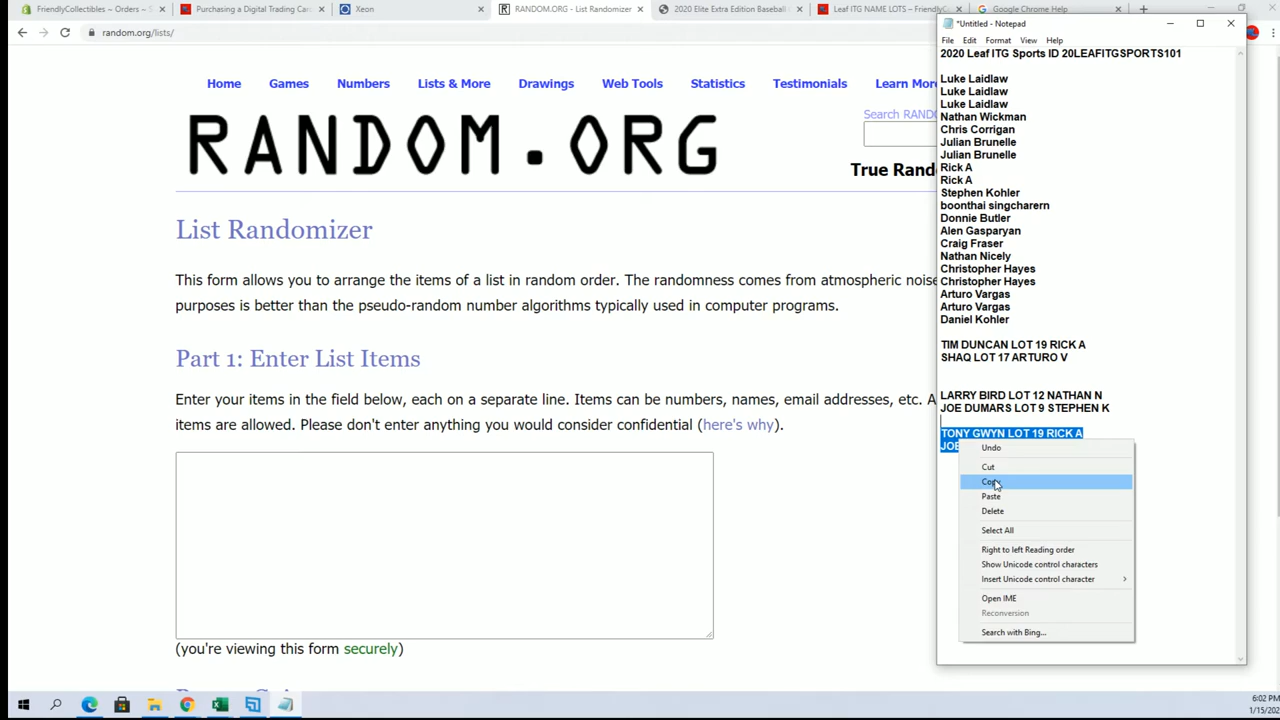 FriendlyCollectibles ~ Orders ~ S
Purchasing a Digital Trading Car
Xeon
RANDOM.ORG - List Randomizer
2020 Elite Extra Edition Baseball
Leaf ITG NAME LOTS – FriendlyC
Google Chrome Help
random.org/lists/
Home
Games
Numbers
Lists & More
Drawings
Web Tools
Statistics
Testimonials
Learn More
Search RANDO
RANDOM.ORG
True Rand
List Randomizer
This form allows you to arrange the items of a list in random order. The randomness comes from atmospheric noise
purposes is better than the pseudo-random number algorithms typically used in computer programs.
Part 1: Enter List Items
Enter your items in the field below, each on a separate line. Items can be numbers, names, email addresses, etc. A
items are allowed. Please don't enter anything you would consider confidential (here's why).
(you're viewing this form securely)
*Untitled - Notepad
File Edit Format View Help
2020 Leaf ITG Sports ID 20LEAFITGSPORTS101
Luke Laidlaw
Luke Laidlaw
Luke Laidlaw
Nathan Wickman
Chris Corrigan
Julian Brunelle
Julian Brunelle
Rick A
Rick A
Stephen Kohler
boonthai singcharern
Donnie Butler
Alen Gasparyan
Craig Fraser
Nathan Nicely
Christopher Hayes
Christopher Hayes
Arturo Vargas
Arturo Vargas
Daniel Kohler
TIM DUNCAN LOT 19 RICK A
SHAQ LOT 17 ARTURO V
LARRY BIRD LOT 12 NATHAN N
JOE DUMARS LOT 9 STEPHEN K
TONY GWYN LOT 19 RICK A
JOE
Undo
Cut
Copy
Paste
Delete
Select All
Right to left Reading order
Show Unicode control characters
Insert Unicode control character
Open IME
Reconversion
Search with Bing...
6:02 PM
1/15/202